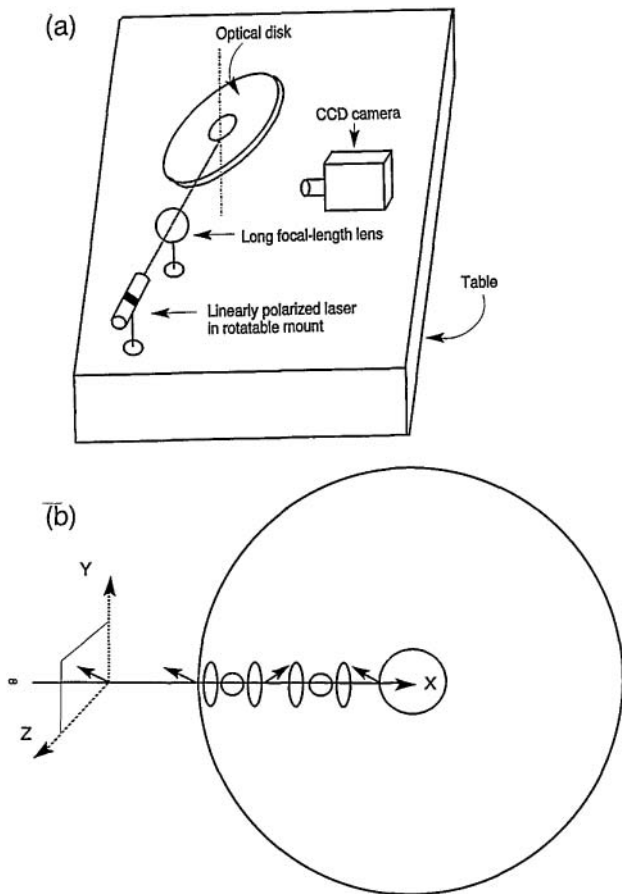 (a)
Optical disk
CCD camera
Long focal-length lens
Table
Linearly polarized laser
in rotatable mount
(b)
Y
X
Z